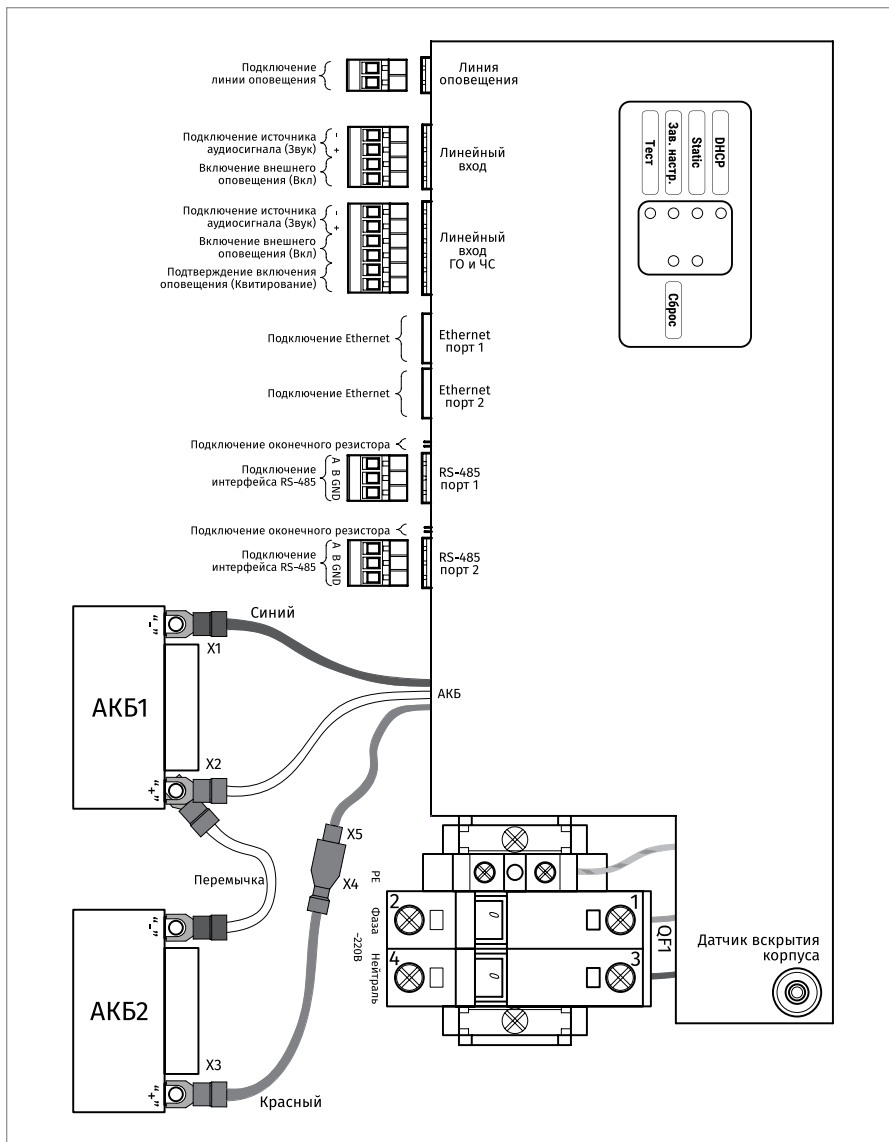 Подключение
линии оповещения
Линия
оповещения
Подключение источника
аудиосигнала (Звук)
-
+
Включение внешнего
оповещения (Вкл)
Линейный
вход
Подключение источника
аудиосигнала (Звук)
-
+
Включение внешнего
оповещения (Вкл)
Подтверждение включения
оповещения (Квитирование)
Линейный
вход
ГО и ЧС
Тест
Зав. настр.
Static
DHCP
Сброс
Подключение Ethernet
Ethernet
порт 1
Подключение Ethernet
Ethernet
порт 2
Подключение оконечного резистора
Подключение
интерфейса RS-485
A B GND
RS-485
порт 1
Подключение оконечного резистора
Подключение
интерфейса RS-485
A B GND
RS-485
порт 2
Синий
"-"
X1
АКБ1
АКБ
X2
"+"
X5
X4
Перемычка
"-"
АКБ2
X3
"+"
Красный
PE
Фаза
~220В
Нейтраль
2
0
1
4
0
3
QF1
Датчик вскрытия
корпуса